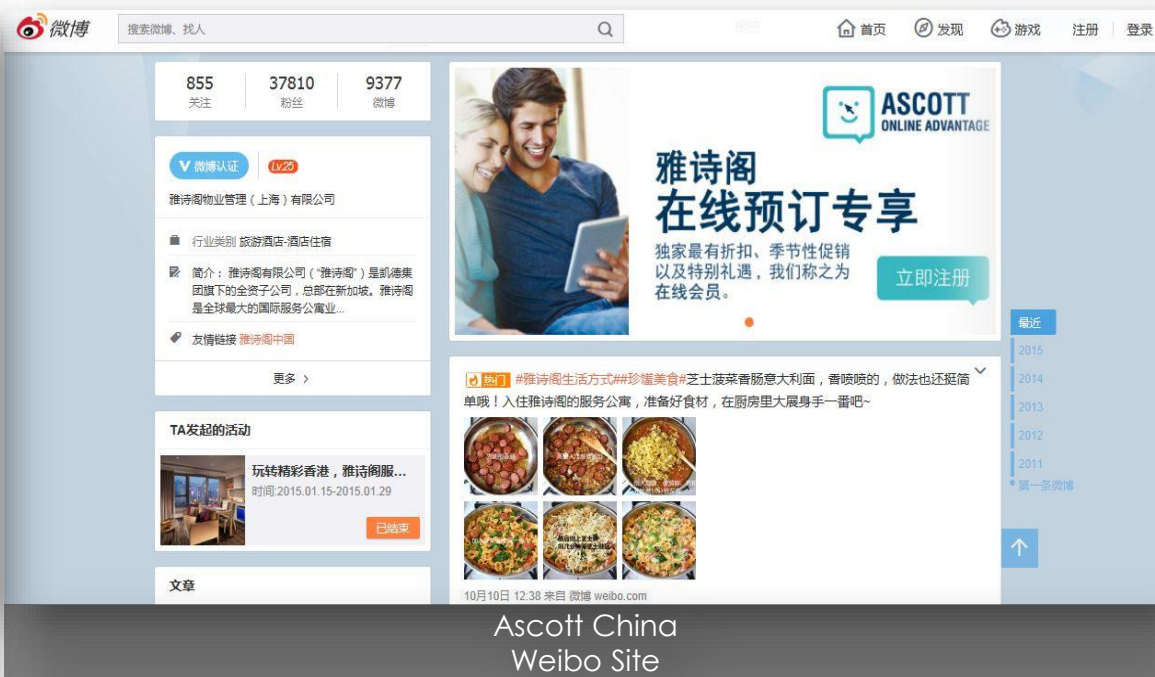 微博
搜索微博、找人
首页 发现 游戏 注册 登录
855 37810 9377
关注 粉丝 微博
V 微博认证 Lv.25
雅诗阁物业管理（上海）有限公司
行业类别 旅游酒店-酒店住宿
简介： 雅诗阁有限公司（“雅诗阁”）是凯德集
团旗下的全资子公司，总部在新加坡。雅诗阁
是全球最大的国际服务公寓业...
友情链接 雅诗阁中国
更多 >
TA发起的活动
玩转精彩香港，雅诗阁服...
时间:2015.01.15-2015.01.29
已结束
文章
ASCOTT
ONLINE ADVANTAGE
雅诗阁
在线预订专享
独家最有折扣、季节性促销
以及特别礼遇，我们称之为
在线会员。
立即注册
热门 #雅诗阁生活方式##珍馐美食#芝士菠菜香肠意大利面，香喷喷的，做法也还挺简
单哦！入住雅诗阁的服务公寓，准备好食材，在厨房里大展身手一番吧~
10月10日 12:38 来自 微博 weibo.com
最近
2015
2014
2013
2012
2011
第一条微博
Ascott China
Weibo Site